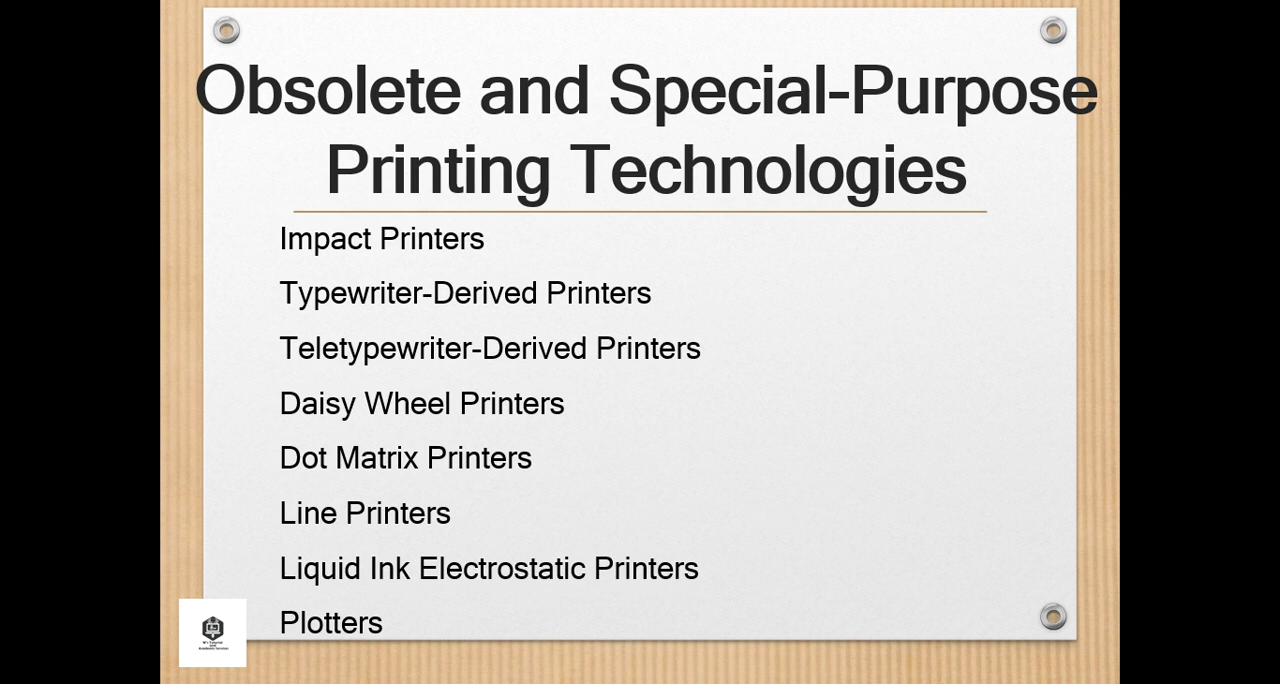 Obsolete and Special-Purpose
Printing Technologies
Impact Printers
Typewriter-Derived Printers
Teletypewriter-Derived Printers
Daisy Wheel Printers
Dot Matrix Printers
Line Printers
Liquid Ink Electrostatic Printers
Plotters